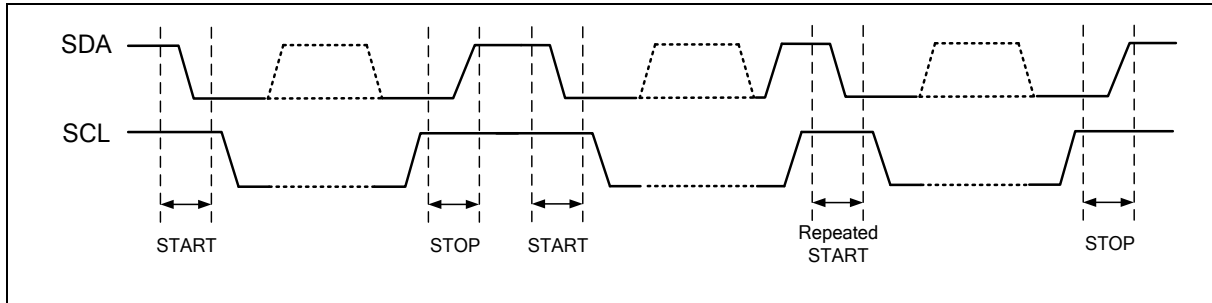 SDA
SCL
START
STOP
START
Repeated
START
STOP